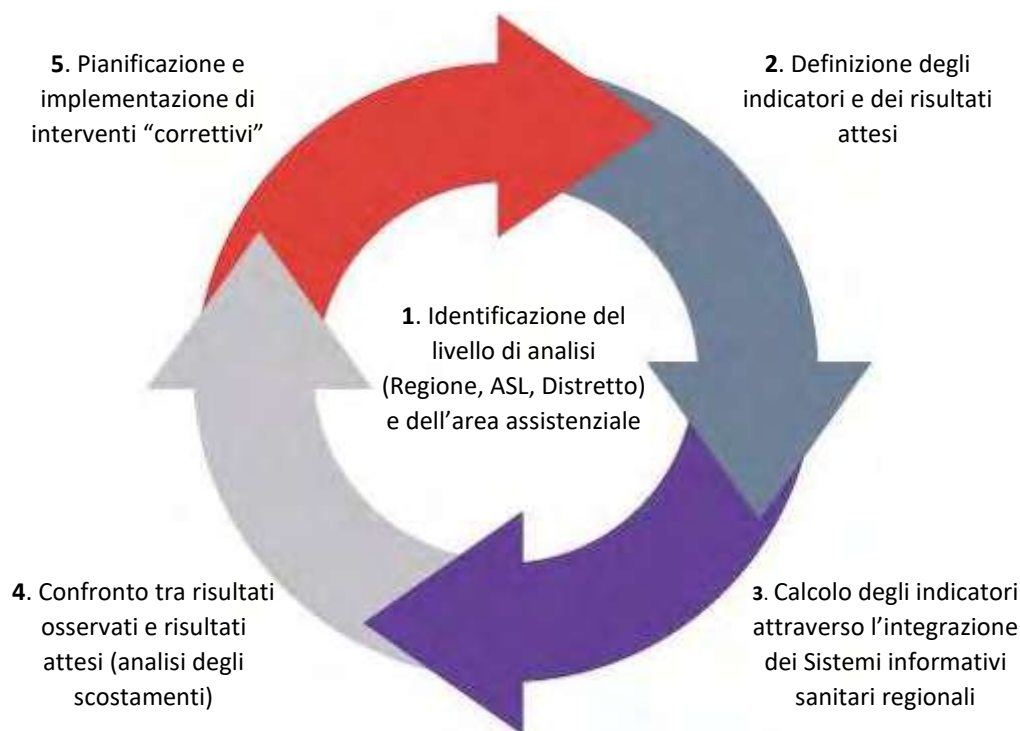 5. Pianificazione e
implementazione di
interventi “correttivi”
2. Definizione degli
indicatori e dei risultati
attesi
1. Identificazione del
livello di analisi
(Regione, ASL, Distretto)
e dell’area assistenziale
4. Confronto tra risultati
osservati e risultati
attesi (analisi degli
scostamenti)
3. Calcolo degli indicatori
attraverso l’integrazione
dei Sistemi informativi
sanitari regionali